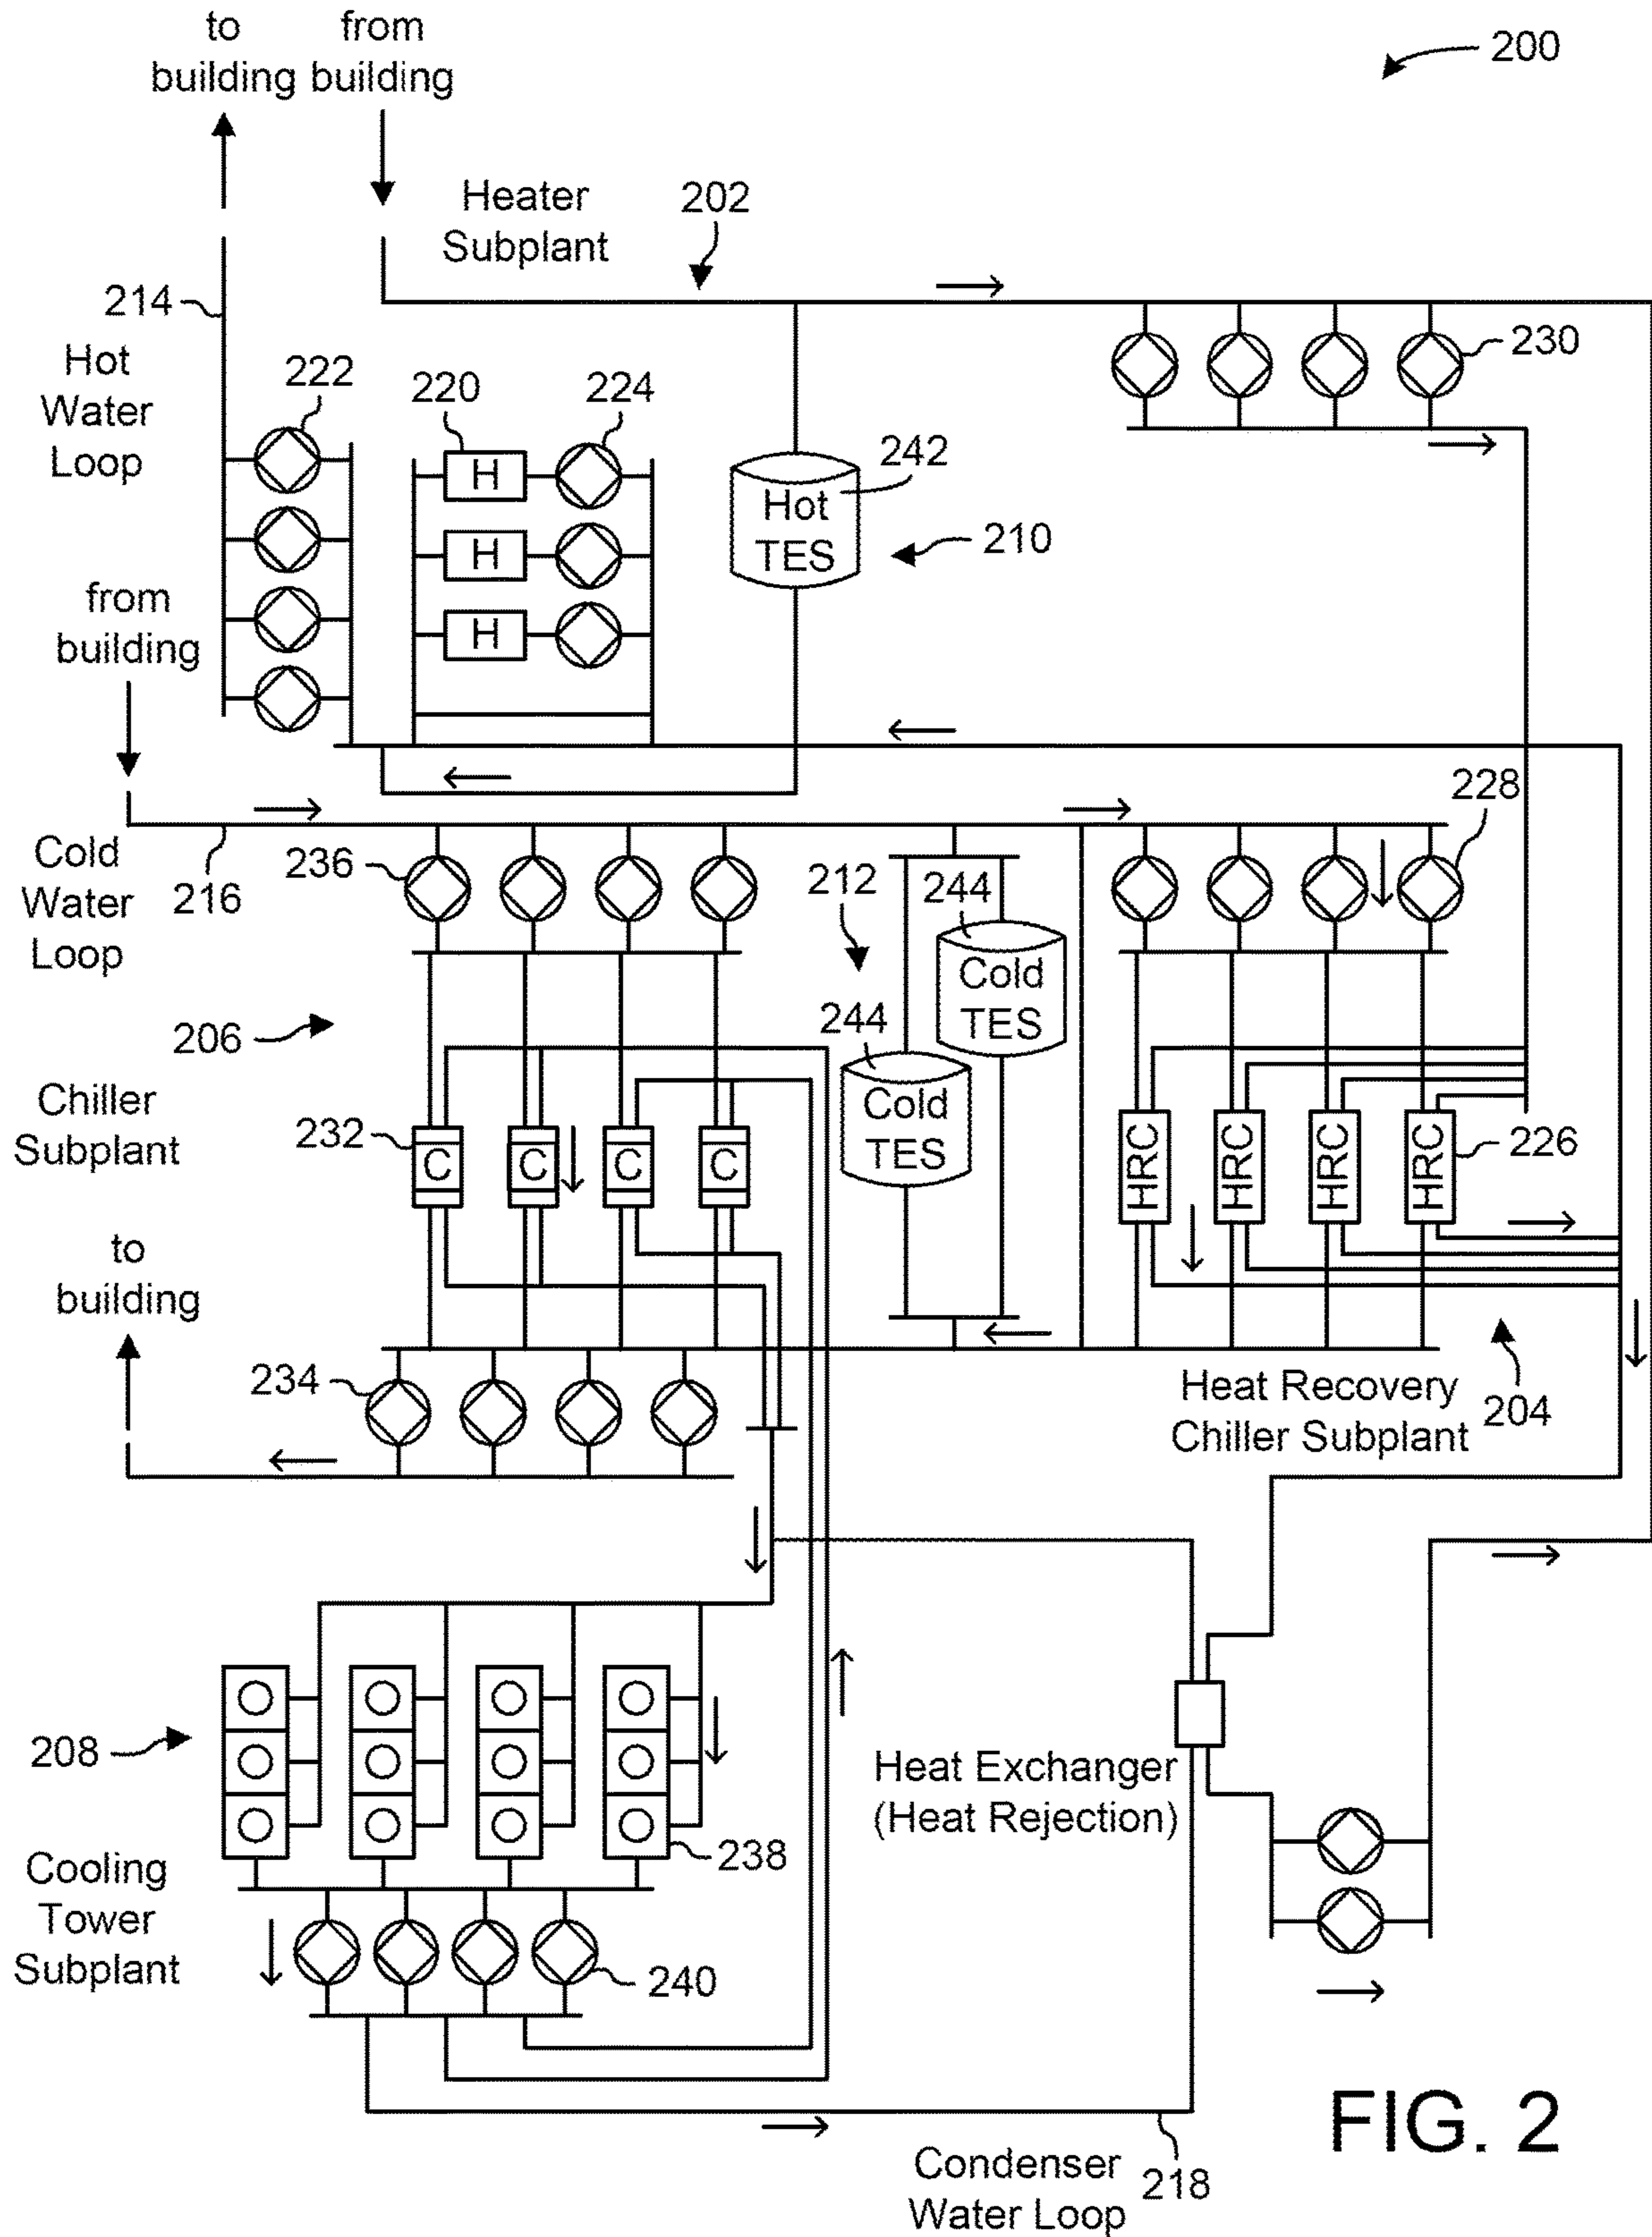 to
building
from
building
200
Heater
Subplant
202
214
Hot
Water
Loop
222
220
224
230
H
H
H
Hot
TES
242
210
from
building
228
Cold
Water
Loop
216
236
212
244
Cold
TES
244
Cold
TES
206
Chiller
Subplant
232
C
C
C
C
HRC
HRC
HRC
HRC
226
to
building
234
Heat Recovery
Chiller Subplant
204
208
Heat Exchanger
(Heat Rejection)
238
Cooling
Tower
Subplant
240
Condenser
Water Loop
218
FIG. 2